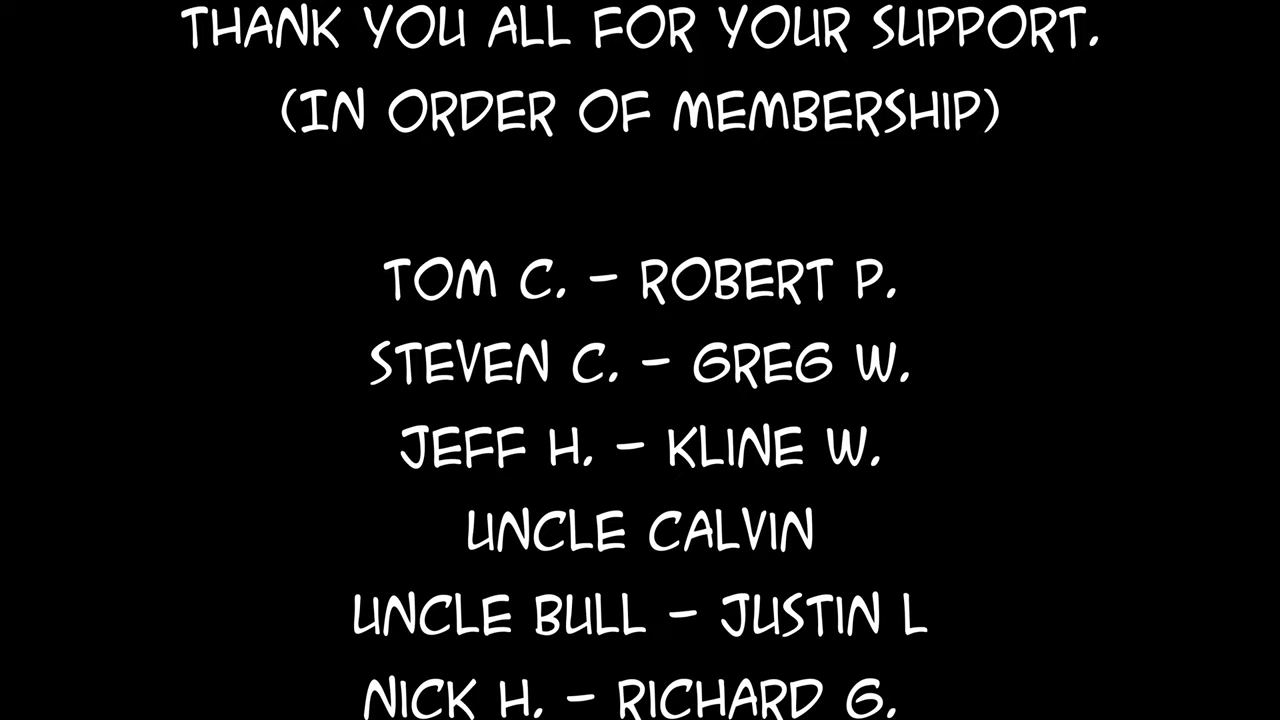 THANK YOU ALL FOR YOUR SUPPORT.
(IN ORDER OF MEMBERSHIP)
TOM C. - ROBERT P.
STEVEN C. - GREG W.
JEFF H. - KLINE W.
UNCLE CALVIN
UNCLE BULL - JUSTIN L
NICK H. - RICHARD G.